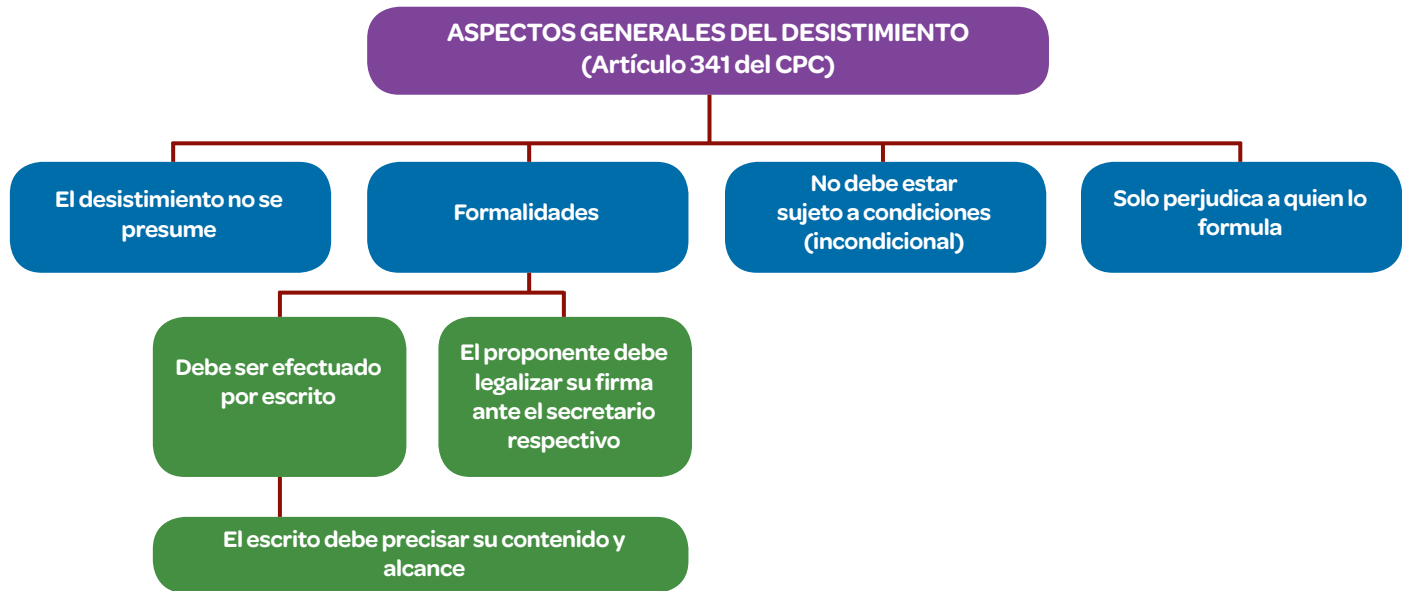 ASPECTOS GENERALES DEL DESISTIMIENTO
(Artículo 341 del CPC)
El desistimiento no se
presume
Formalidades
No debe estar
sujeto a condiciones
(incondicional)
Solo perjudica a quien lo
formula
Debe ser efectuado
por escrito
El proponente debe
legalizar su firma
ante el secretario
respectivo
El escrito debe precisar su contenido y
alcance